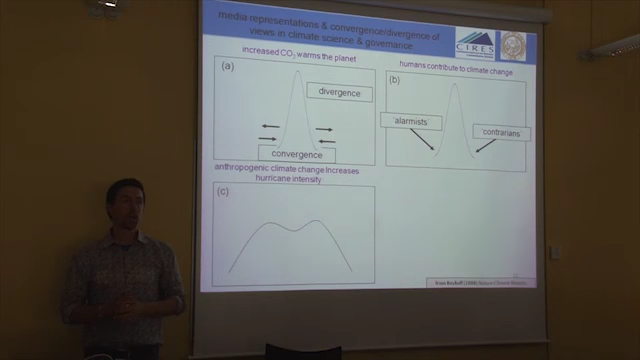 media representations & convergence/divergence of
views in climate science & governance
CIRES
increased CO2 warms the planet
(a)
divergence
convergence
humans contribute to climate change
(b)
'alarmists'
'contrarians'
anthropogenic climate change increases
hurricane intensity
(c)